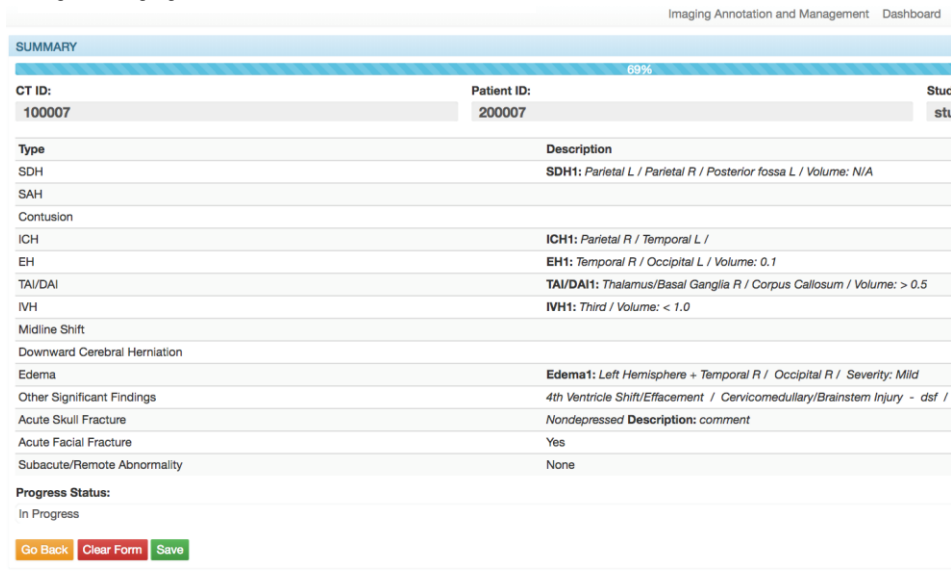 Imaging Annotation and Management Dashboard
SUMMARY
69%
CT ID: Patient ID:
100007 200007
Type Description
SDH SDH1: Parietal L / Parietal R / Posterior fossa L / Volume: N/A
SAH
Contusion
ICH ICH1: Parietal R / Temporal L /
EH EH1: Temporal R / Occipital L / Volume: 0.1
TAI/DAI TAI/DAI1: Thalamus/Basal Ganglia R / Corpus Callosum / Volume: > 0.5
IVH IVH1: Third / Volume: < 1.0
Midline Shift
Downward Cerebral Herniation
Edema Edema1: Left Hemisphere + Temporal R / Occipital R / Severity: Mild
Other Significant Findings 4th Ventricle Shift/Effacement / Cervicomedullary/Brainstem Injury - dsf /
Acute Skull Fracture Nondepressed Description: comment
Acute Facial Fracture Yes
Subacute/Remote Abnormality None
Progress Status:
In Progress
Go Back Clear Form Save